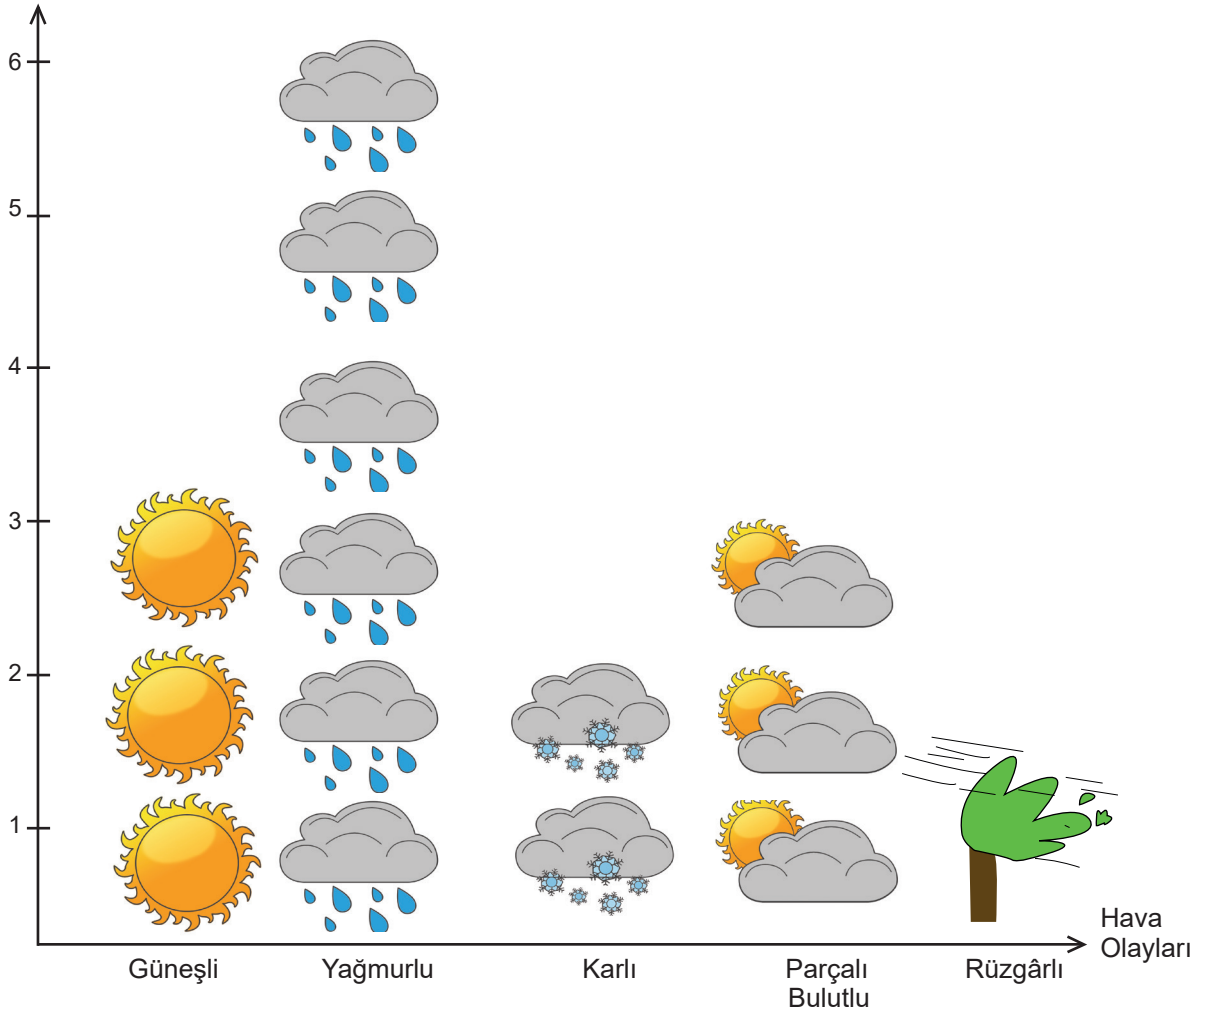 6
5
4
3
2
1
Hava
Olayları
Güneşli
Yağmurlu
Karlı
Parçalı
Bulutlu
Rüzgârlı